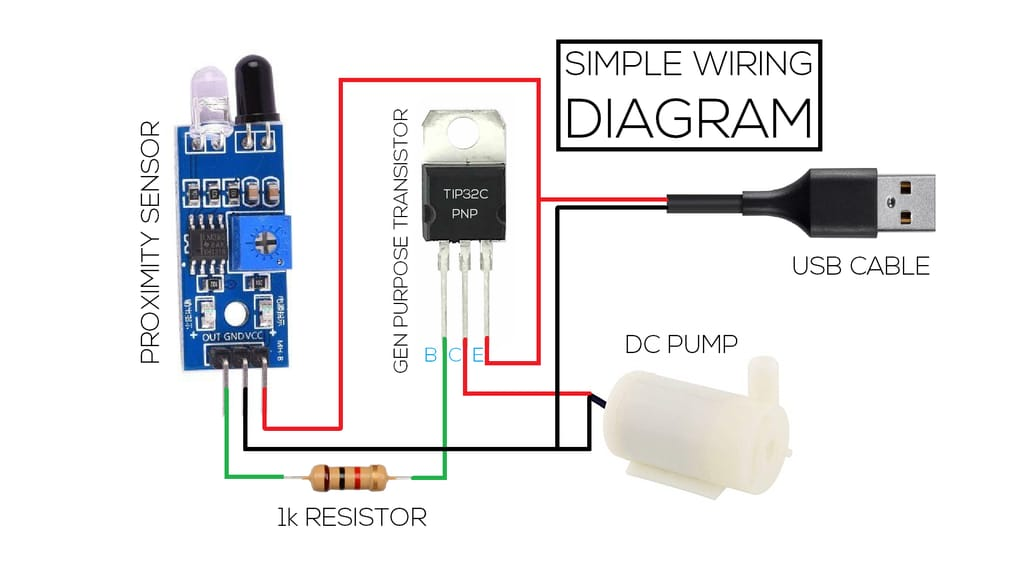 SIMPLE WIRING
DIAGRAM
PROXIMITY SENSOR
GEN PURPOSE TRANSISTOR
TIP32C
PNP
USB CABLE
OUT GND VCC
MH-B
B C E
DC PUMP
1k RESISTOR